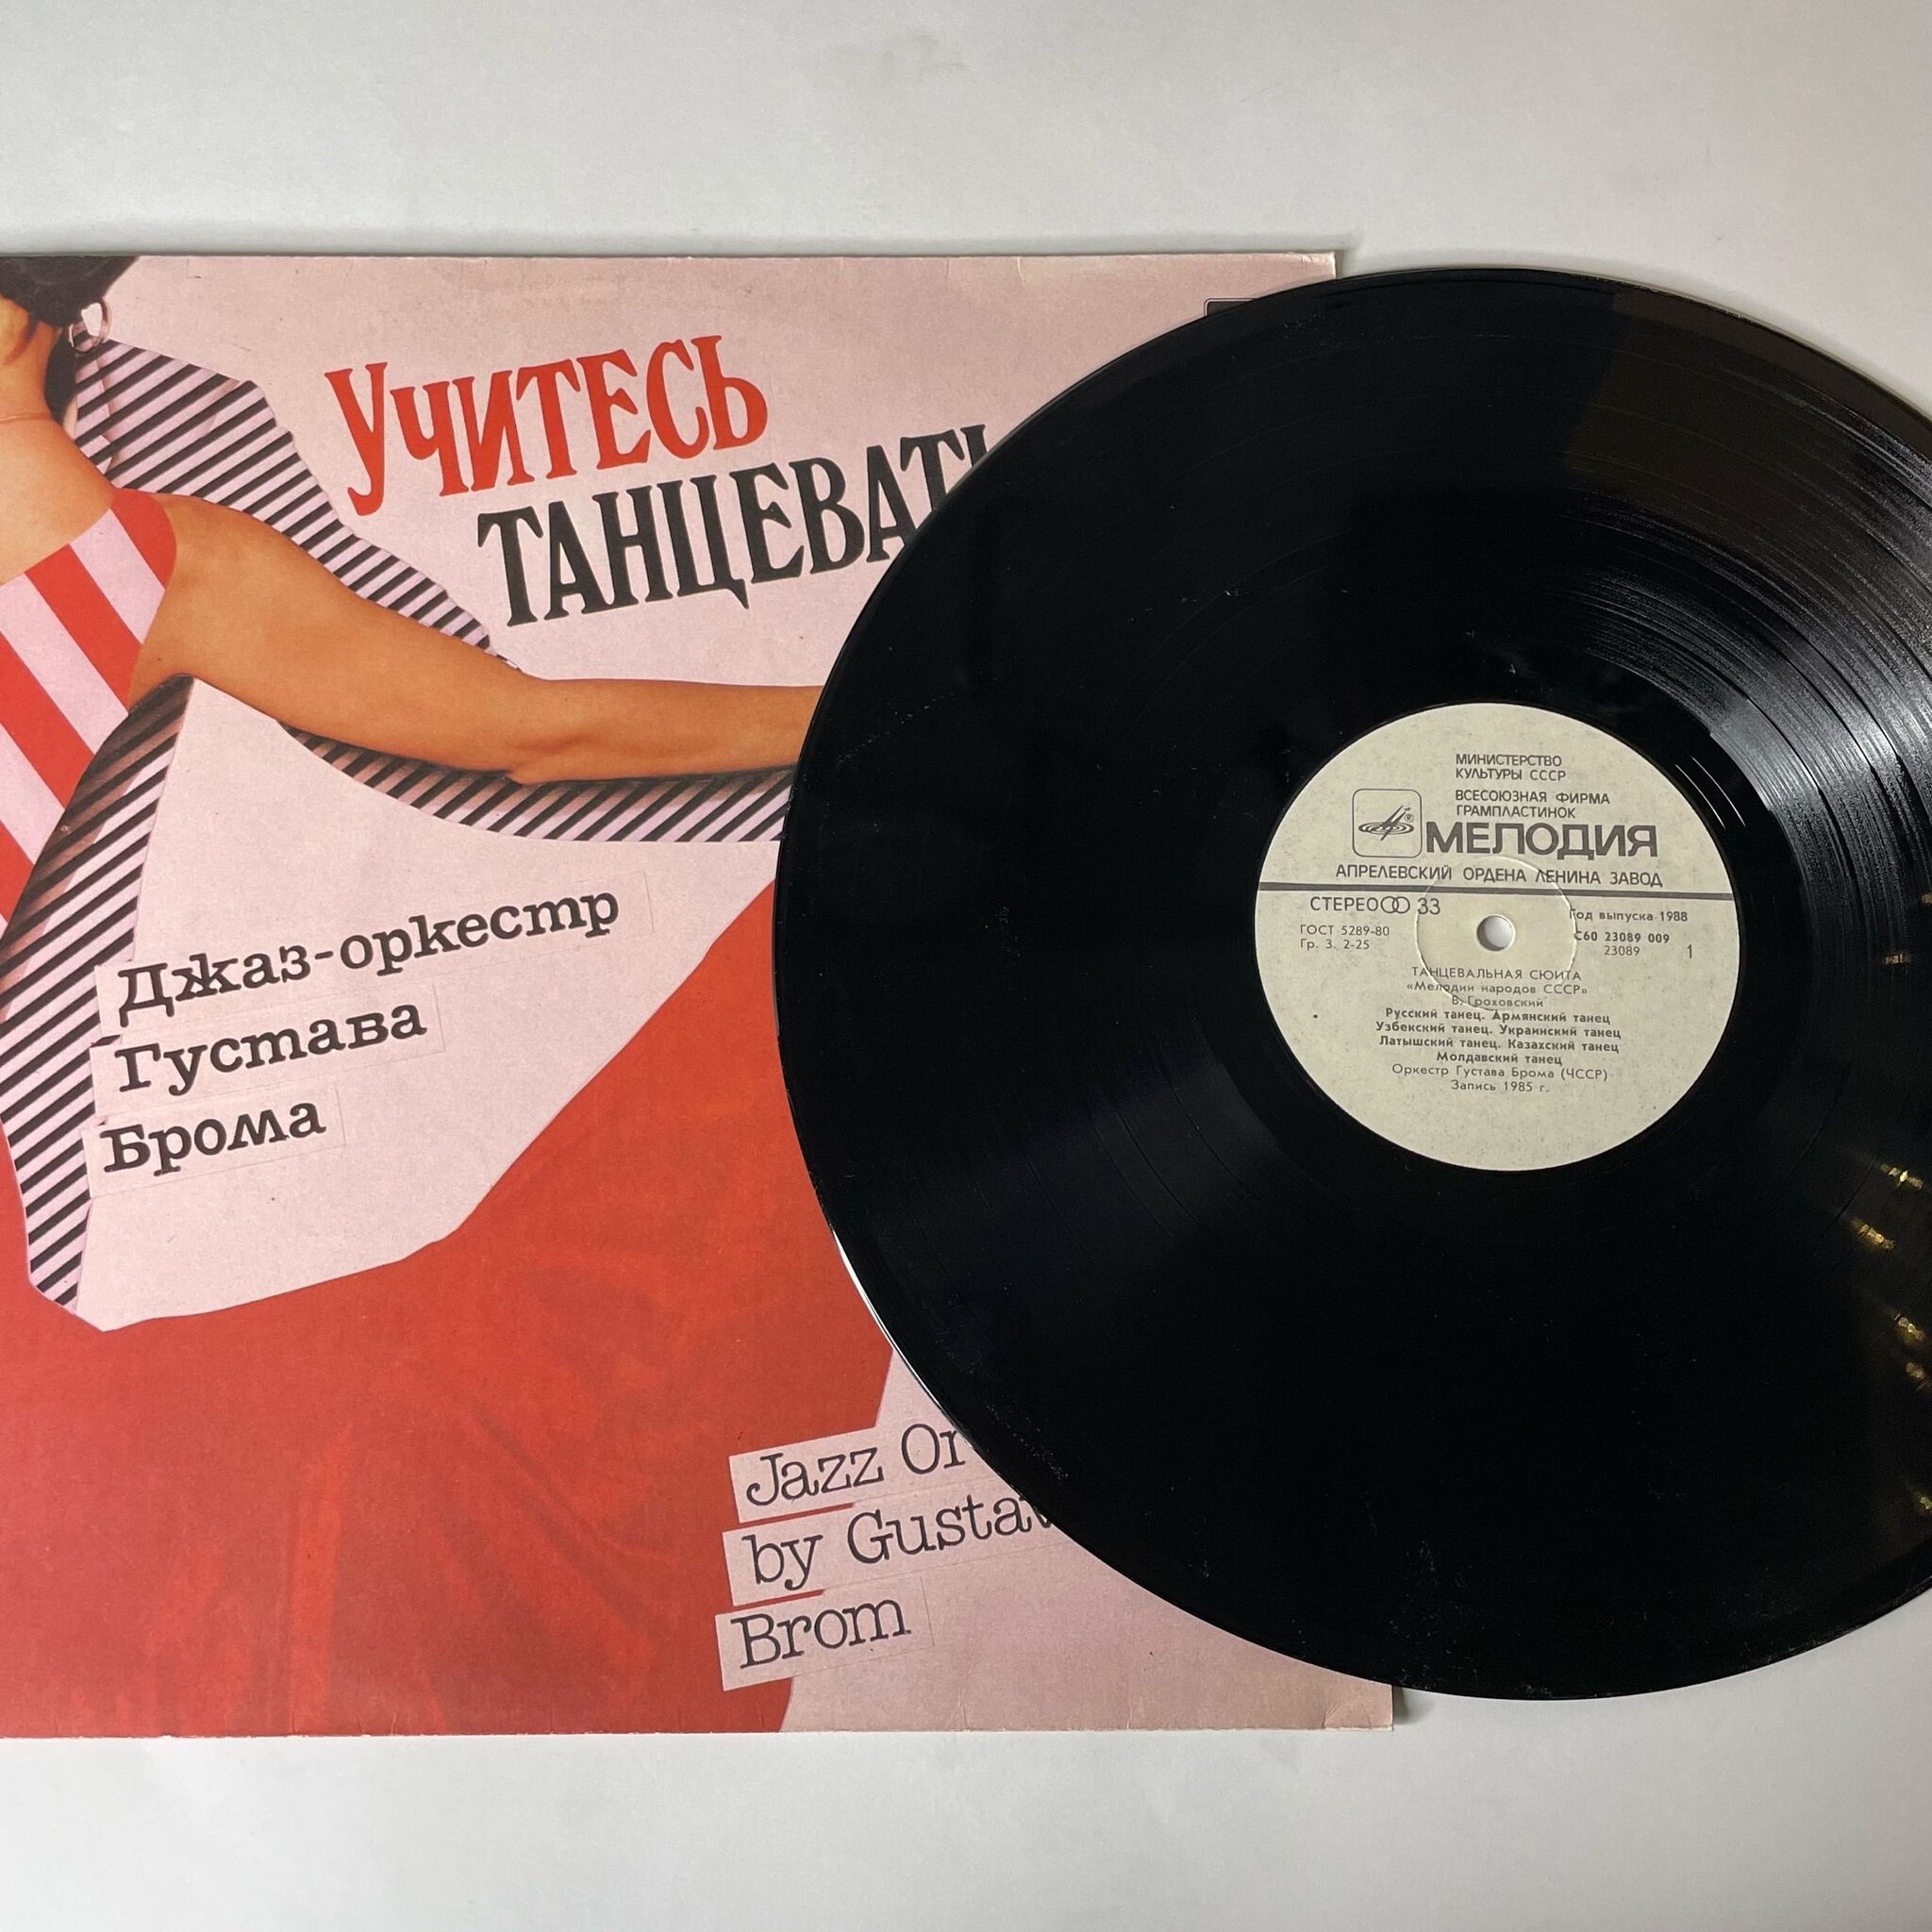 УЧИТЕСЬ
ТАНЦЕВАТЬ
Джаз-оркестр
Густава
Брома
Jazz Or
by Gustav
Brom
МИНИСТЕРСТВО
КУЛЬТУРЫ СССР
ВСЕСОЮЗНАЯ ФИРМА
ГРАМПЛАСТИНОК
МЕЛОДИЯ
АПРЕЛЕВСКИЙ ОРДЕНА ЛЕНИНА ЗАВОД
СТЕРЕО 33
ГОСТ 5289-80
Гр. 3. 2-25
Год выпуска 1988
С60 23089 009
23089
1
ТАНЦЕВАЛЬНАЯ СЮИТА
«Мелодии народов СССР»
В. Гроховский
Русский танец. Армянский танец
Узбекский танец. Украинский танец
Латышский танец. Казахский танец
Молдавский танец
Оркестр Густава Брома (ЧССР)
Запись 1985 г.